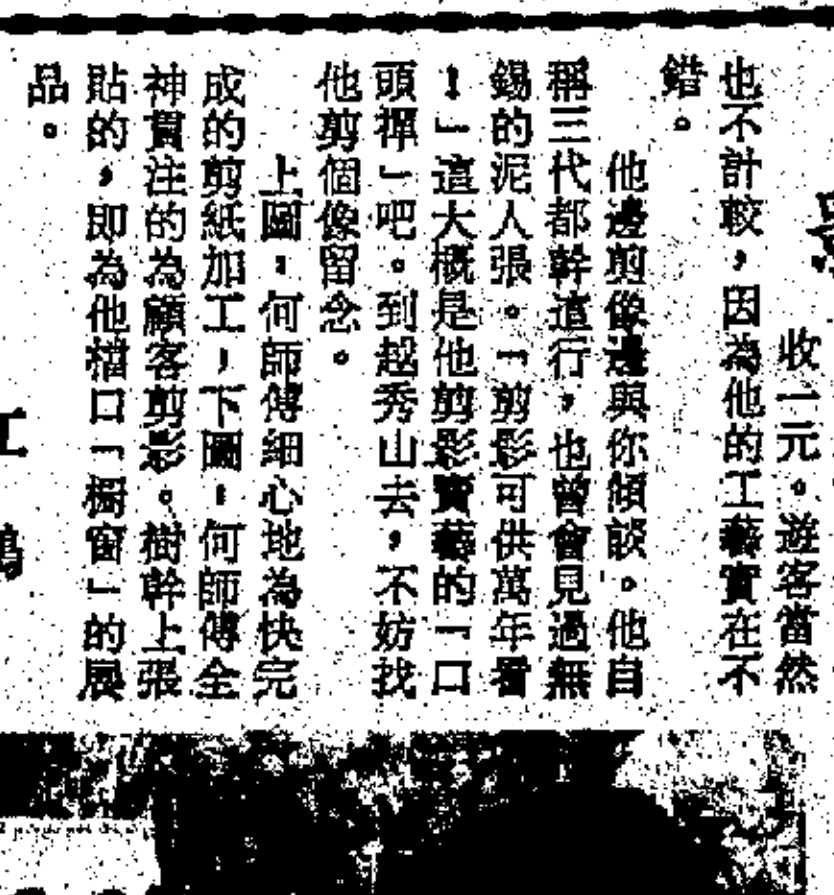 收一元。遊客當然
也不計較，因為他的工藝實在不
錯。
他邊剪像邊與你傾談。他自
稱三代都幹這行，也曾會見過無
錫的泥人張。「剪影可供萬年看
！」這大概是他剪影賣藝的「口
頭禪」吧。到越秀山去，不妨找
他剪個像留念。
上圖：何師傅細心地為快完
成的剪紙加工，下圖：何師傅全
神貫注的為顧客剪影。樹幹上張
貼的，即為他檔口「櫥窗」的展
品。